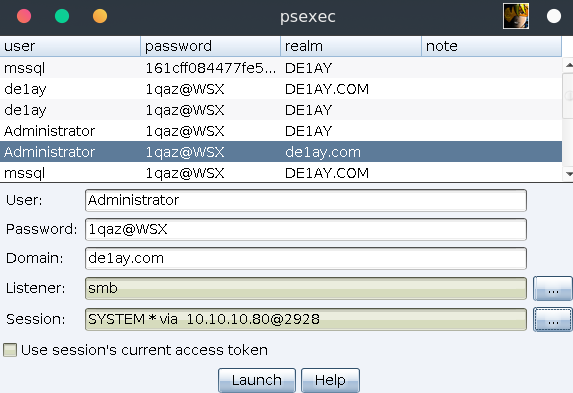 psexec
user password realm note
mssql 161cff084477fe5... DE1AY
de1ay 1qaz@WSX DE1AY.COM
de1ay 1qaz@WSX DE1AY
Administrator 1qaz@WSX DE1AY
Administrator 1qaz@WSX de1ay.com
mssql 1qaz@WSX DE1AY.COM
User: Administrator
Password: 1qaz@WSX
Domain: de1ay.com
Listener: smb ...
Session: SYSTEM * via 10.10.10.80@2928 ...
Use session's current access token
Launch Help